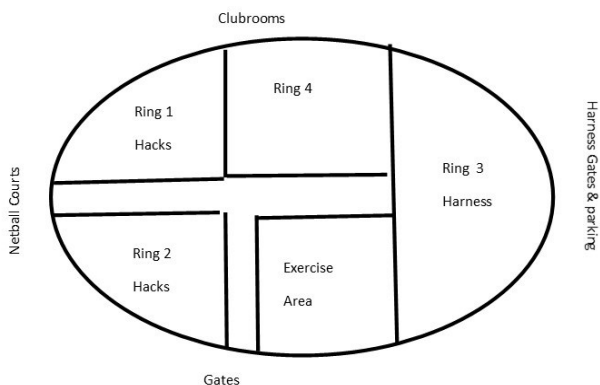 Clubrooms
Ring 1
Hacks
Ring 4
Ring 3
Harness
Harness Gates & parking
Netball Courts
Ring 2
Hacks
Exercise
Area
Gates